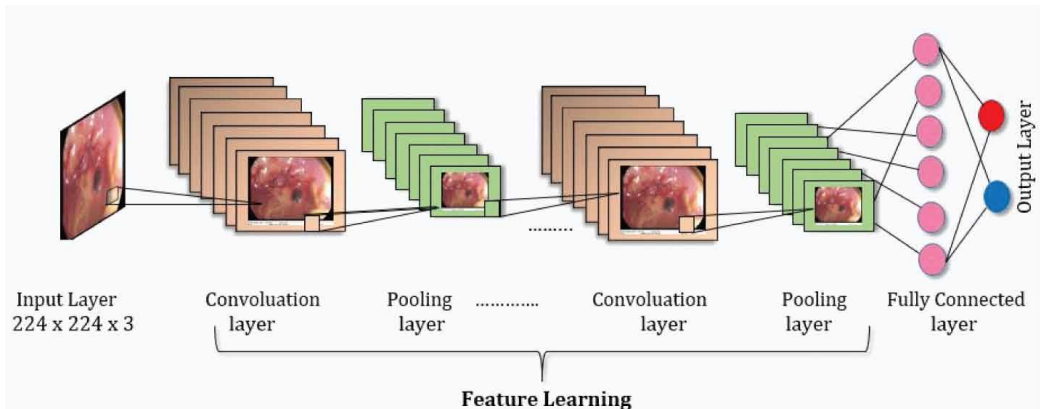 Output Layer
Input Layer
224 x 224 x 3
Convoluation
layer
Pooling
layer
.............
Convoluation
layer
Pooling
layer
Fully Connected
layer
.........
Feature Learning